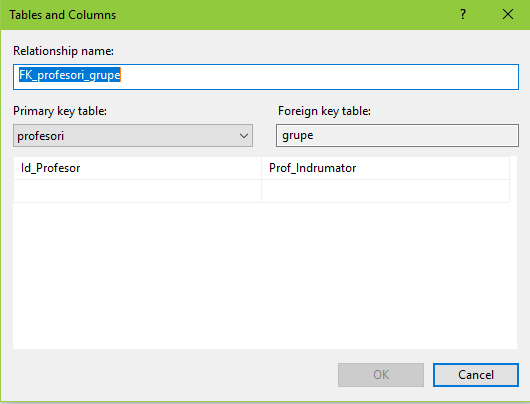 Tables and Columns ? ×
Relationship name:
FK_profesori_grupe
Primary key table: Foreign key table:
profesori grupe
Id_Profesor Prof_Indrumator
OK Cancel